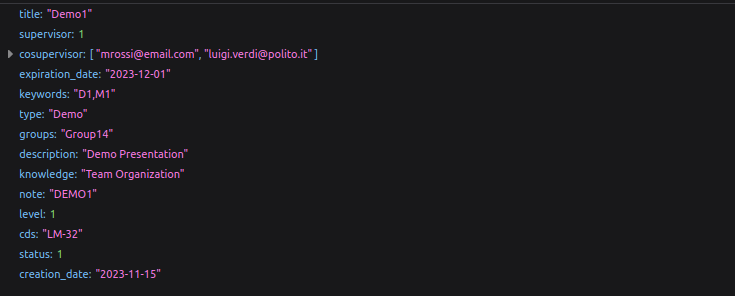 title: "Demo1"
supervisor: 1
cosupervisor: [ "mrossi@email.com", "luigi.verdi@polito.it" ]
expiration_date: "2023-12-01"
keywords: "D1,M1"
type: "Demo"
groups: "Group14"
description: "Demo Presentation"
knowledge: "Team Organization"
note: "DEMO1"
level: 1
cds: "LM-32"
status: 1
creation_date: "2023-11-15"